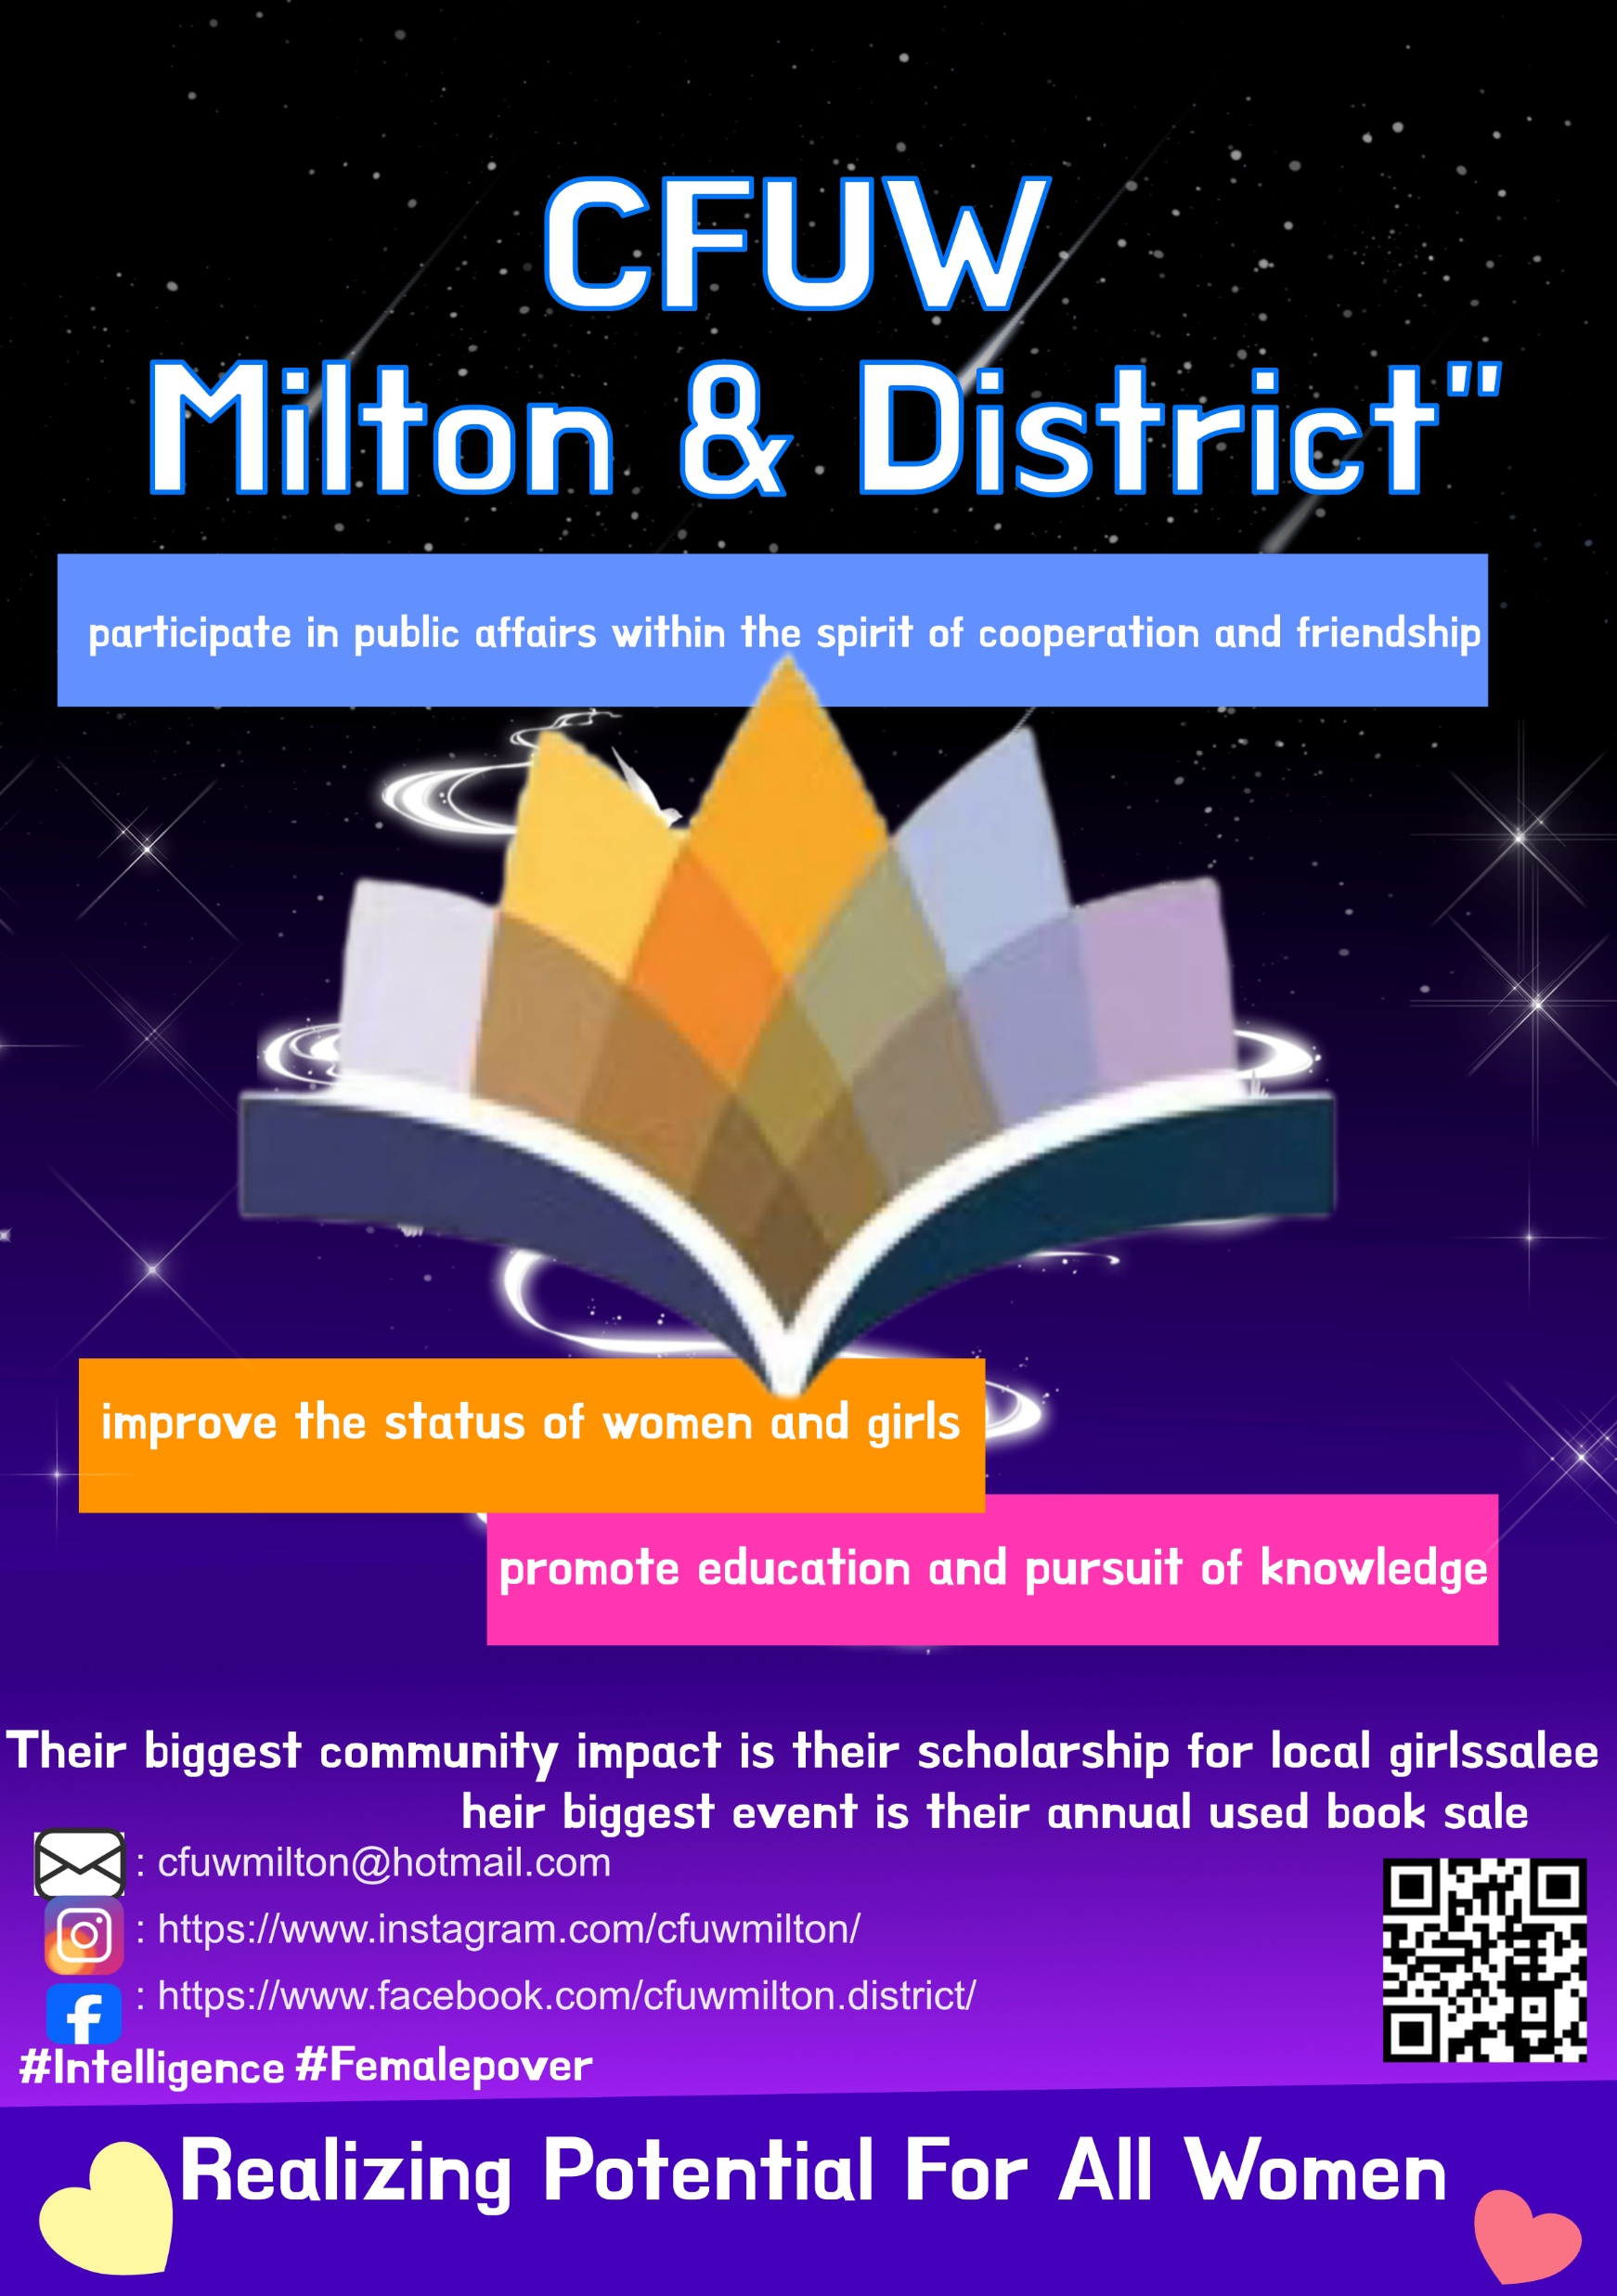 CFUW
Milton & District"
participate in public affairs within the spirit of cooperation and friendship
improve the status of women and girls
promote education and pursuit of knowledge
Their biggest community impact is their scholarship for local girlssalee
heir biggest event is their annual used book sale
: cfuwmilton@hotmail.com
: https://www.instagram.com/cfuwmilton/
: https://www.facebook.com/cfuwmilton.district/
#Intelligence #Femalepover
Realizing Potential For All Women